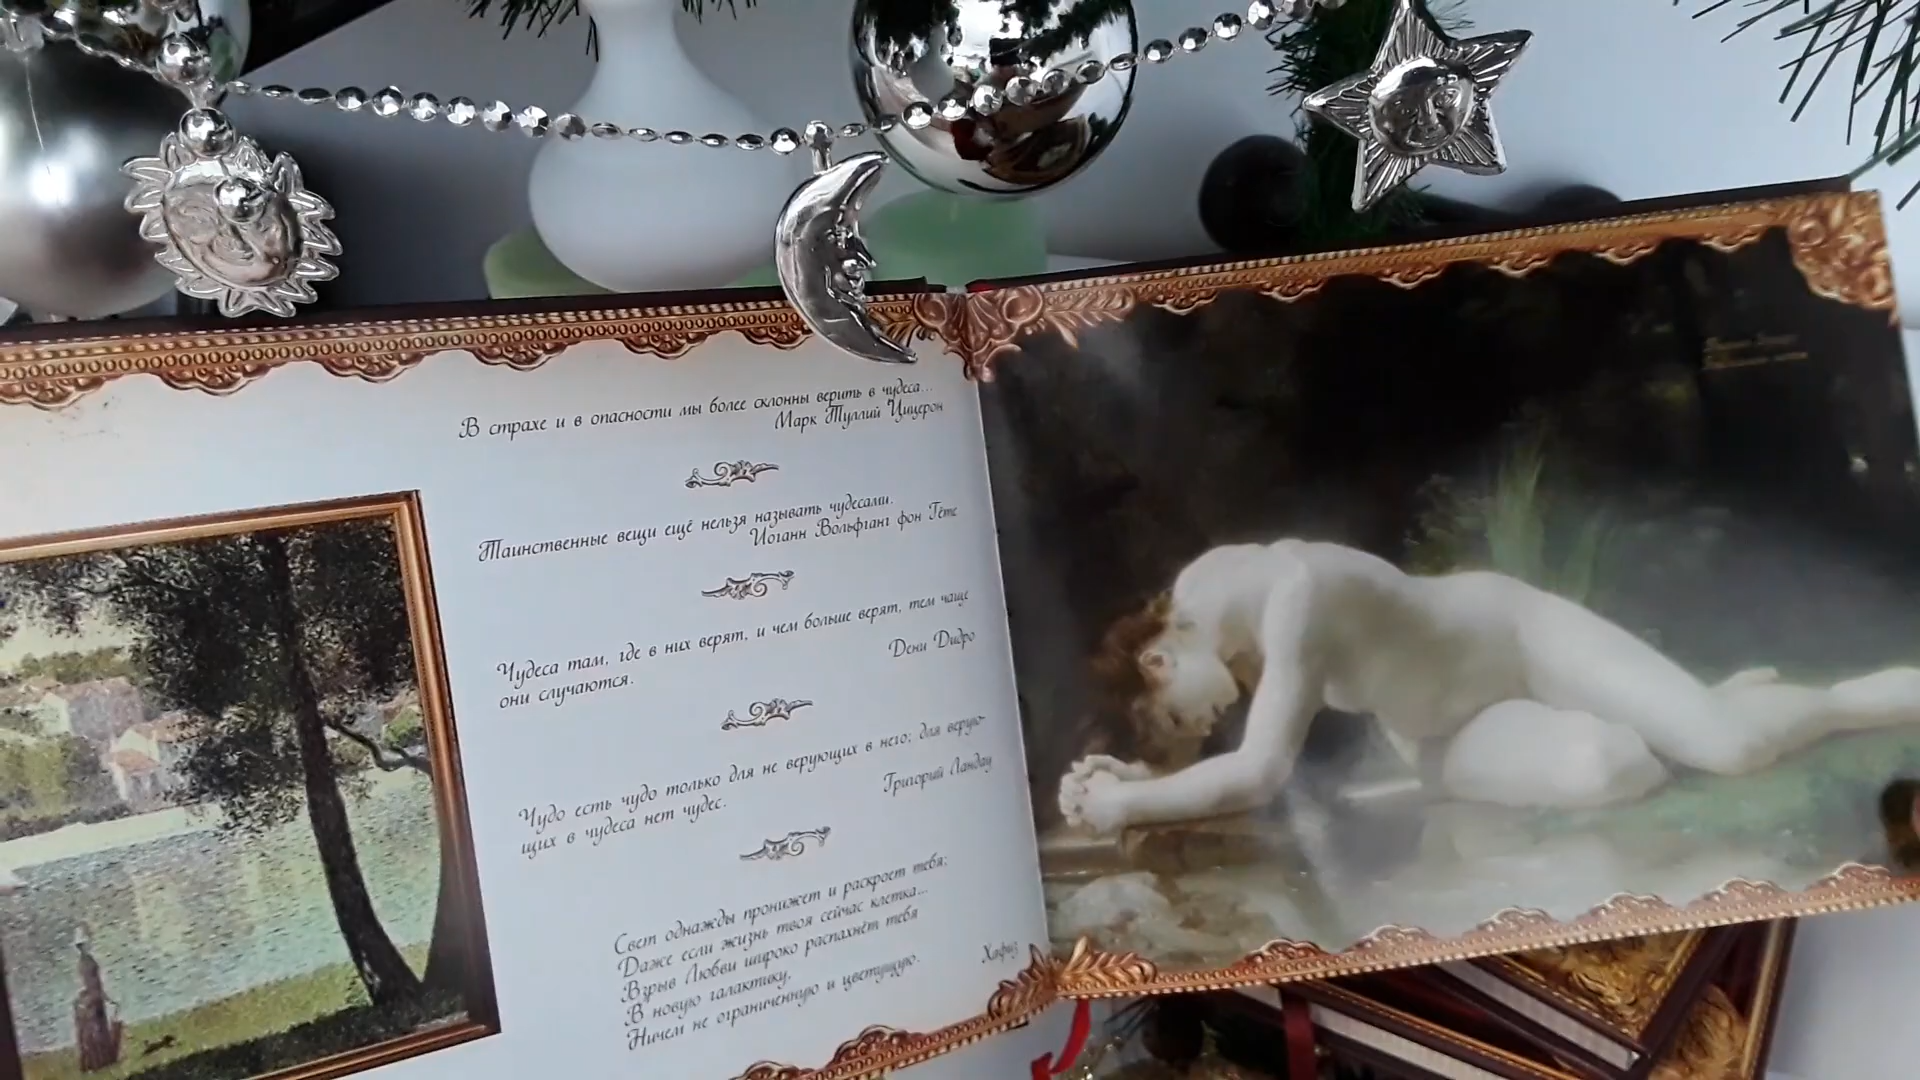 В страхе и в опасности мы более склонны верить в чудеса...
Марк Туллий Цицерон
Таинственные вещи ещё нельзя называть чудесами.
Иоганн Вольфганг фон Гёте
Чудеса там, где в них верят, и чем больше верят, тем чаще
они случаются.
Дени Дидро
Чудо есть чудо только для не верующих в него; для верую-
щих в чудеса нет чудес.
Григорий Ландау
Свет однажды пронижет и раскроет тебя;
Даже если жизнь твоя сейчас клетка...
Взрыв Любви широко распахнёт тебя
В новую галактику,
Ничем не ограниченную и цветущую.
Хафиз